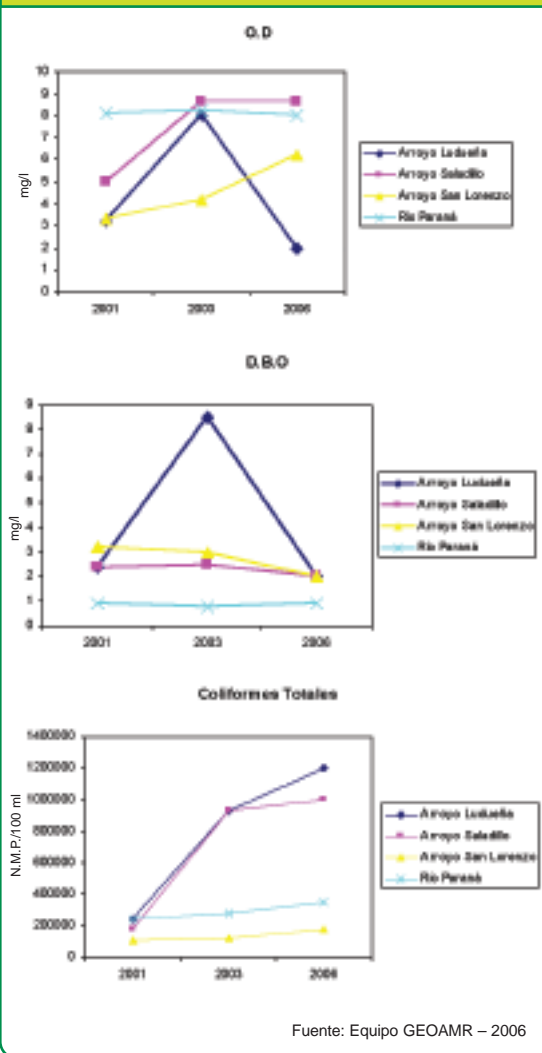 O.D
10
9
8
7
6
5
4
3
2
1
0
mg/l
2001
2003
2006
Arroyo Ludueña
Arroyo Saladillo
Arroyo San Lorenzo
Río Paraná
D.B.O
9
8
7
6
5
4
3
2
1
0
mg/l
2001
2003
2006
Arroyo Ludueña
Arroyo Saladillo
Arroyo San Lorenzo
Río Paraná
Coliformes Totales
1400000
1200000
1000000
800000
600000
400000
200000
0
N.M.P./100 ml
2001
2003
2006
Arroyo Ludueña
Arroyo Saladillo
Arroyo San Lorenzo
Río Paraná
Fuente: Equipo GEOAMR – 2006